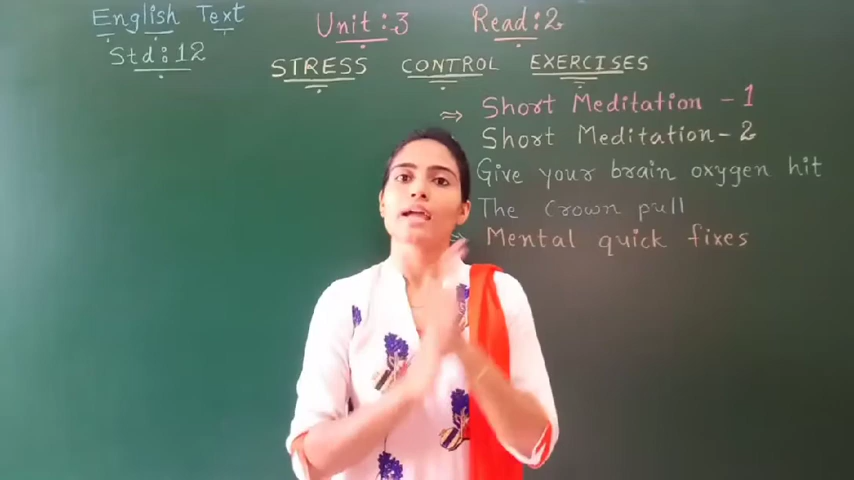 English Text Unit : 3 Read : 2
Std : 12
STRESS CONTROL EXERCISES
⇒ Short Meditation - 1
Short Meditation - 2
Give your brain oxygen hit
The Crown pull
⇒ Mental quick fixes